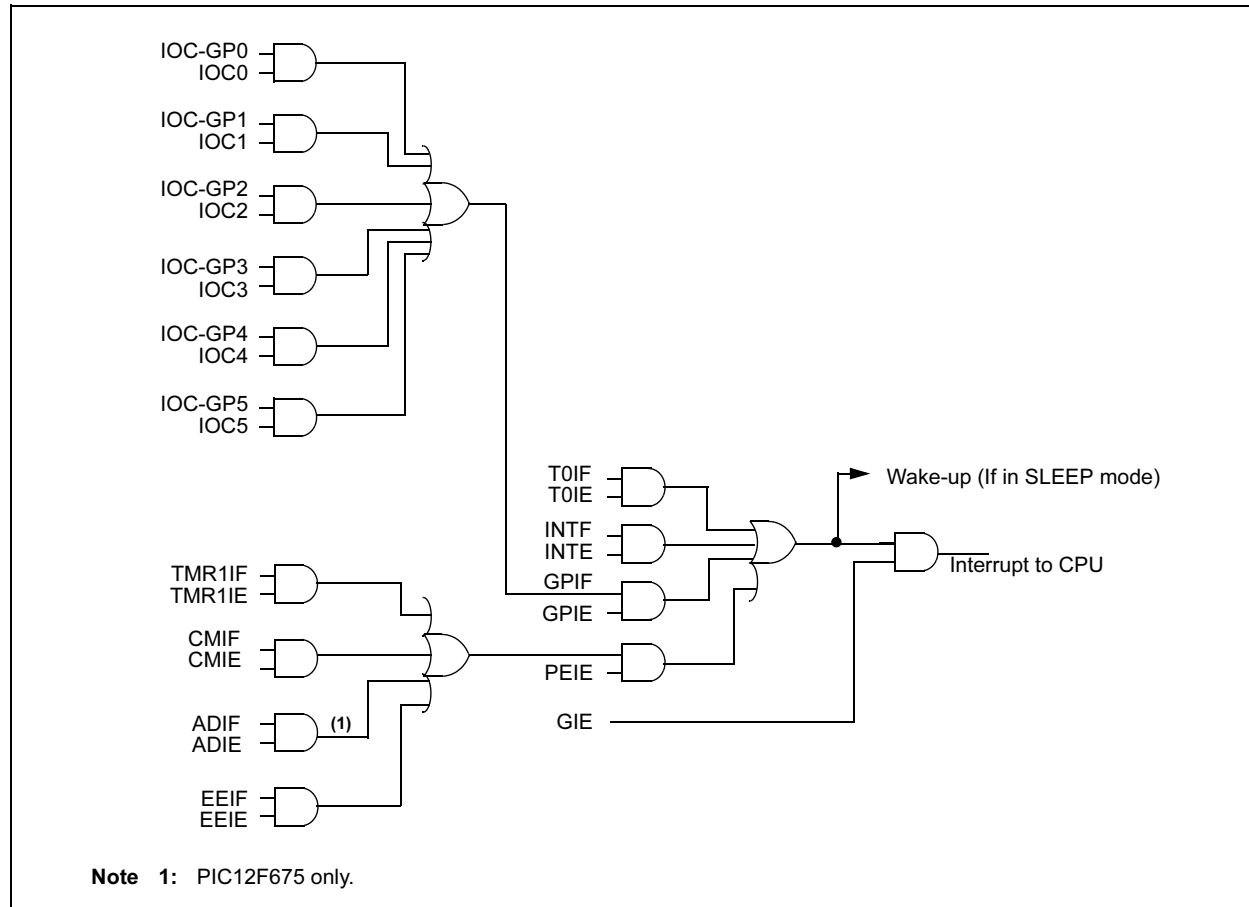 IOC-GP0
IOC0
IOC-GP1
IOC1
IOC-GP2
IOC2
IOC-GP3
IOC3
IOC-GP4
IOC4
IOC-GP5
IOC5
T0IF
T0IE
Wake-up (If in SLEEP mode)
INTF
INTE
Interrupt to CPU
GPIF
GPIE
TMR1IF
TMR1IE
CMIF
CMIE
PEIE
ADIF
ADIE
(1)
GIE
EEIF
EEIE
Note 1: PIC12F675 only.